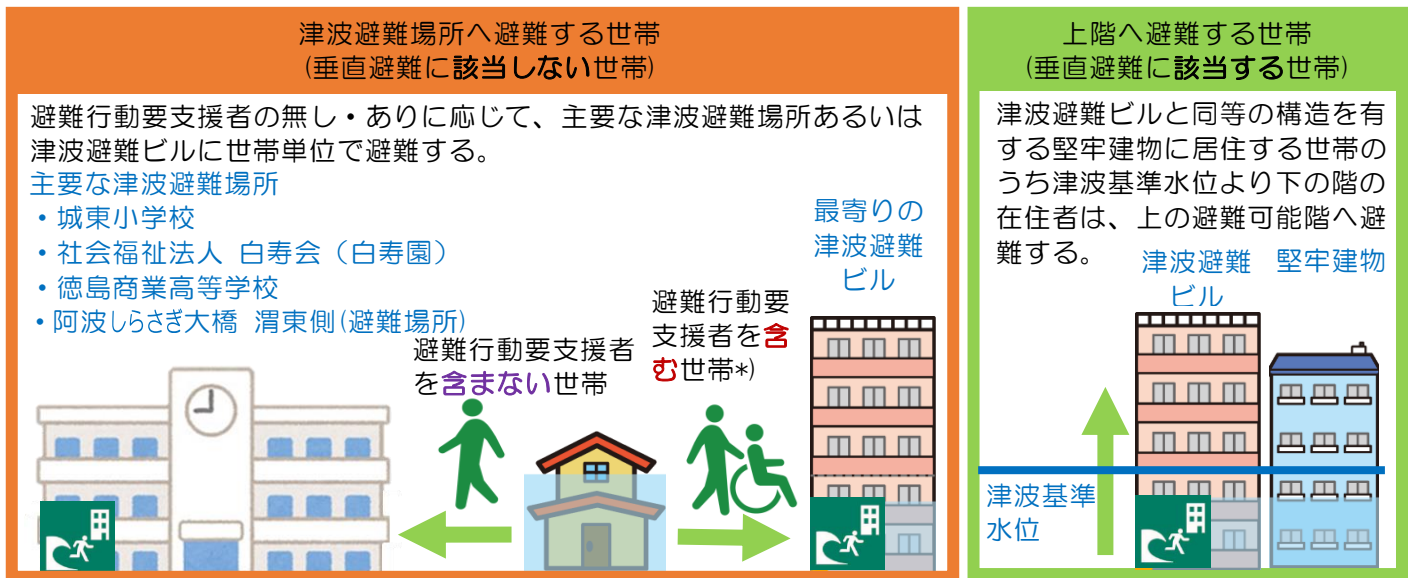 津波避難場所へ避難する世帯
(垂直避難に該当しない世帯)
避難行動要支援者の無し・ありに応じて、主要な津波避難場所あるいは
津波避難ビルに世帯単位で避難する。
主要な津波避難場所
・城東小学校
・社会福祉法人 白寿会（白寿園）
・徳島商業高等学校
・阿波しらさぎ大橋 渭東側(避難場所)
避難行動要支援者
を含まない世帯
避難行動要
支援者を含
む世帯*)
最寄りの
津波避難
ビル
上階へ避難する世帯
(垂直避難に該当する世帯)
津波避難ビルと同等の構造を有
する堅牢建物に居住する世帯の
うち津波基準水位より下の階の
在住者は、上の避難可能階へ避
難する。
津波避難
ビル
堅牢建物
津波基準
水位